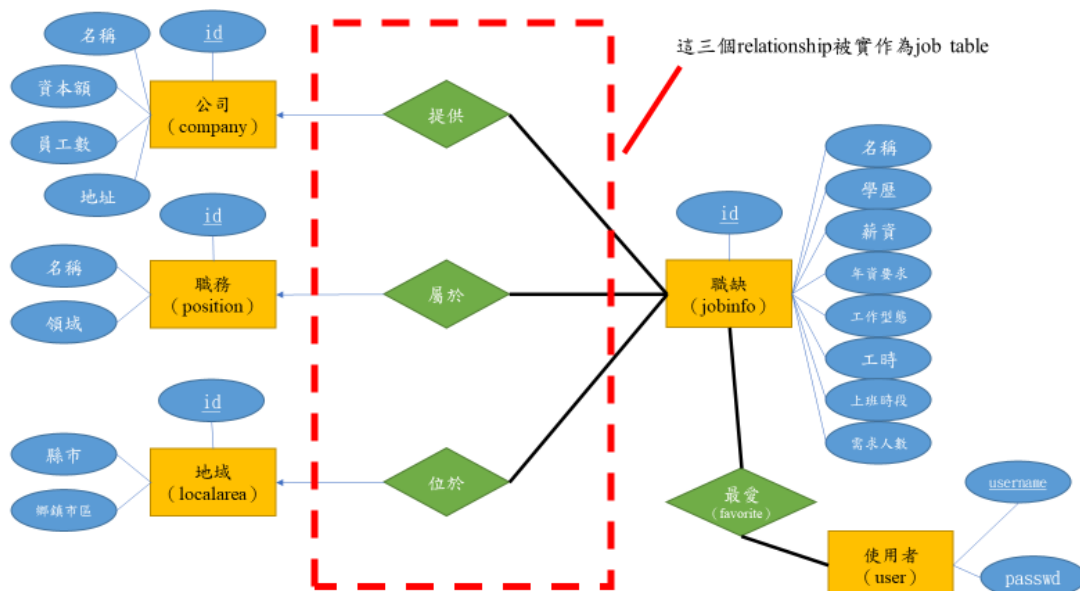 這三個relationship被實作為job table
名稱
id
資本額
員工數
地址
公司
(company)
提供
id
名稱
領域
職務
(position)
屬於
id
縣市
鄉鎮市區
地域
(localarea)
位於
id
職缺
(jobinfo)
名稱
學歷
薪資
年資要求
工作型態
工時
上班時段
需求人數
最愛
(favorite)
使用者
(user)
username
passwd